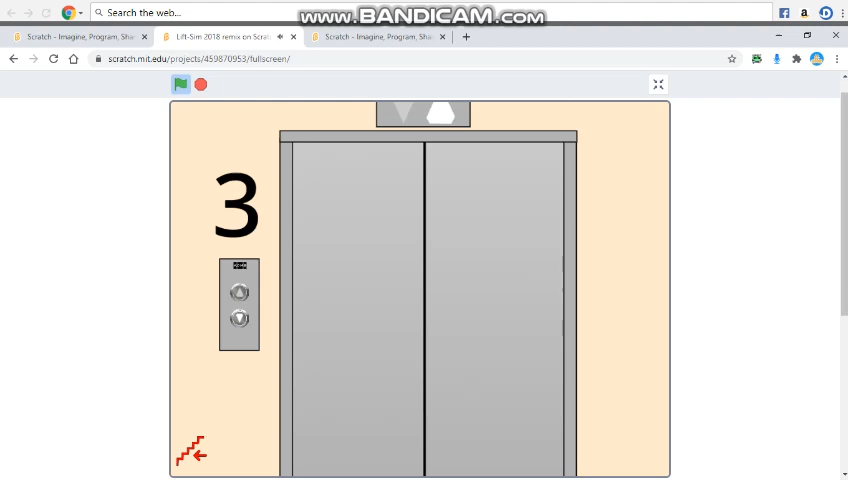 Search the web...
www.BANDICAM.com
Scratch - Imagine, Program, Sha
Lift-Sim 2018 remix on Scrat
Scratch - Imagine, Program, Sha
scratch.mit.edu/projects/459870953/fullscreen/
3